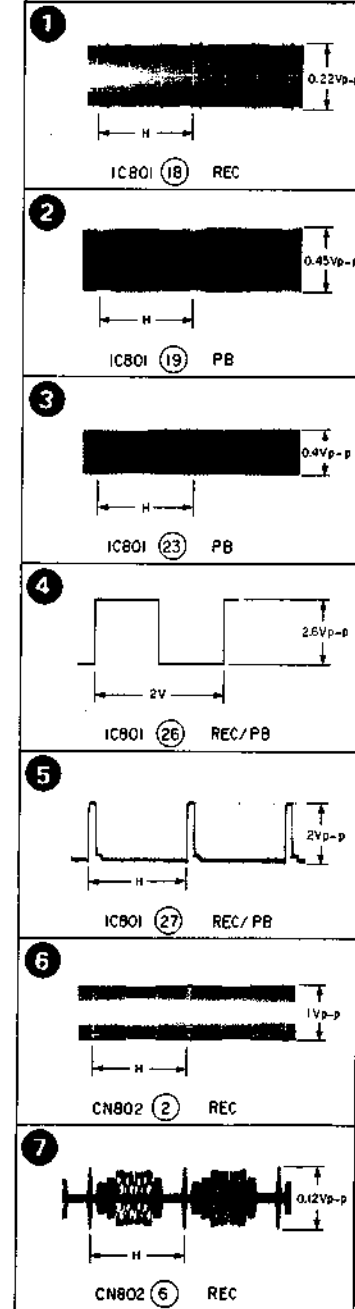 1
0.22Vp-p
H
IC801 18 REC
2
0.45Vp-p
H
IC801 19 PB
3
0.4Vp-p
H
IC801 23 PB
4
2.6Vp-p
2V
IC801 26 REC/PB
5
2Vp-p
H
IC801 27 REC/PB
6
1Vp-p
H
CN802 2 REC
7
0.12Vp-p
H
CN802 6 REC